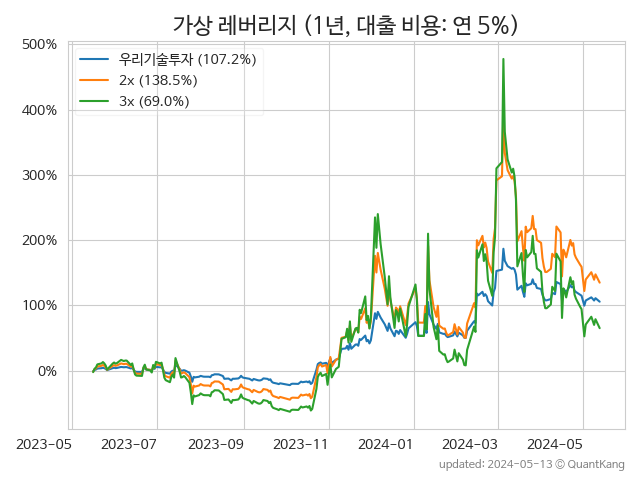 가상 레버리지 (1년, 대출 비용: 연 5%)
우리기술투자 (107.2%)
2x (138.5%)
3x (69.0%)
500%
400%
300%
200%
100%
0%
2023-05
2023-07
2023-09
2023-11
2024-01
2024-03
2024-05
updated: 2024-05-13 © QuantKang